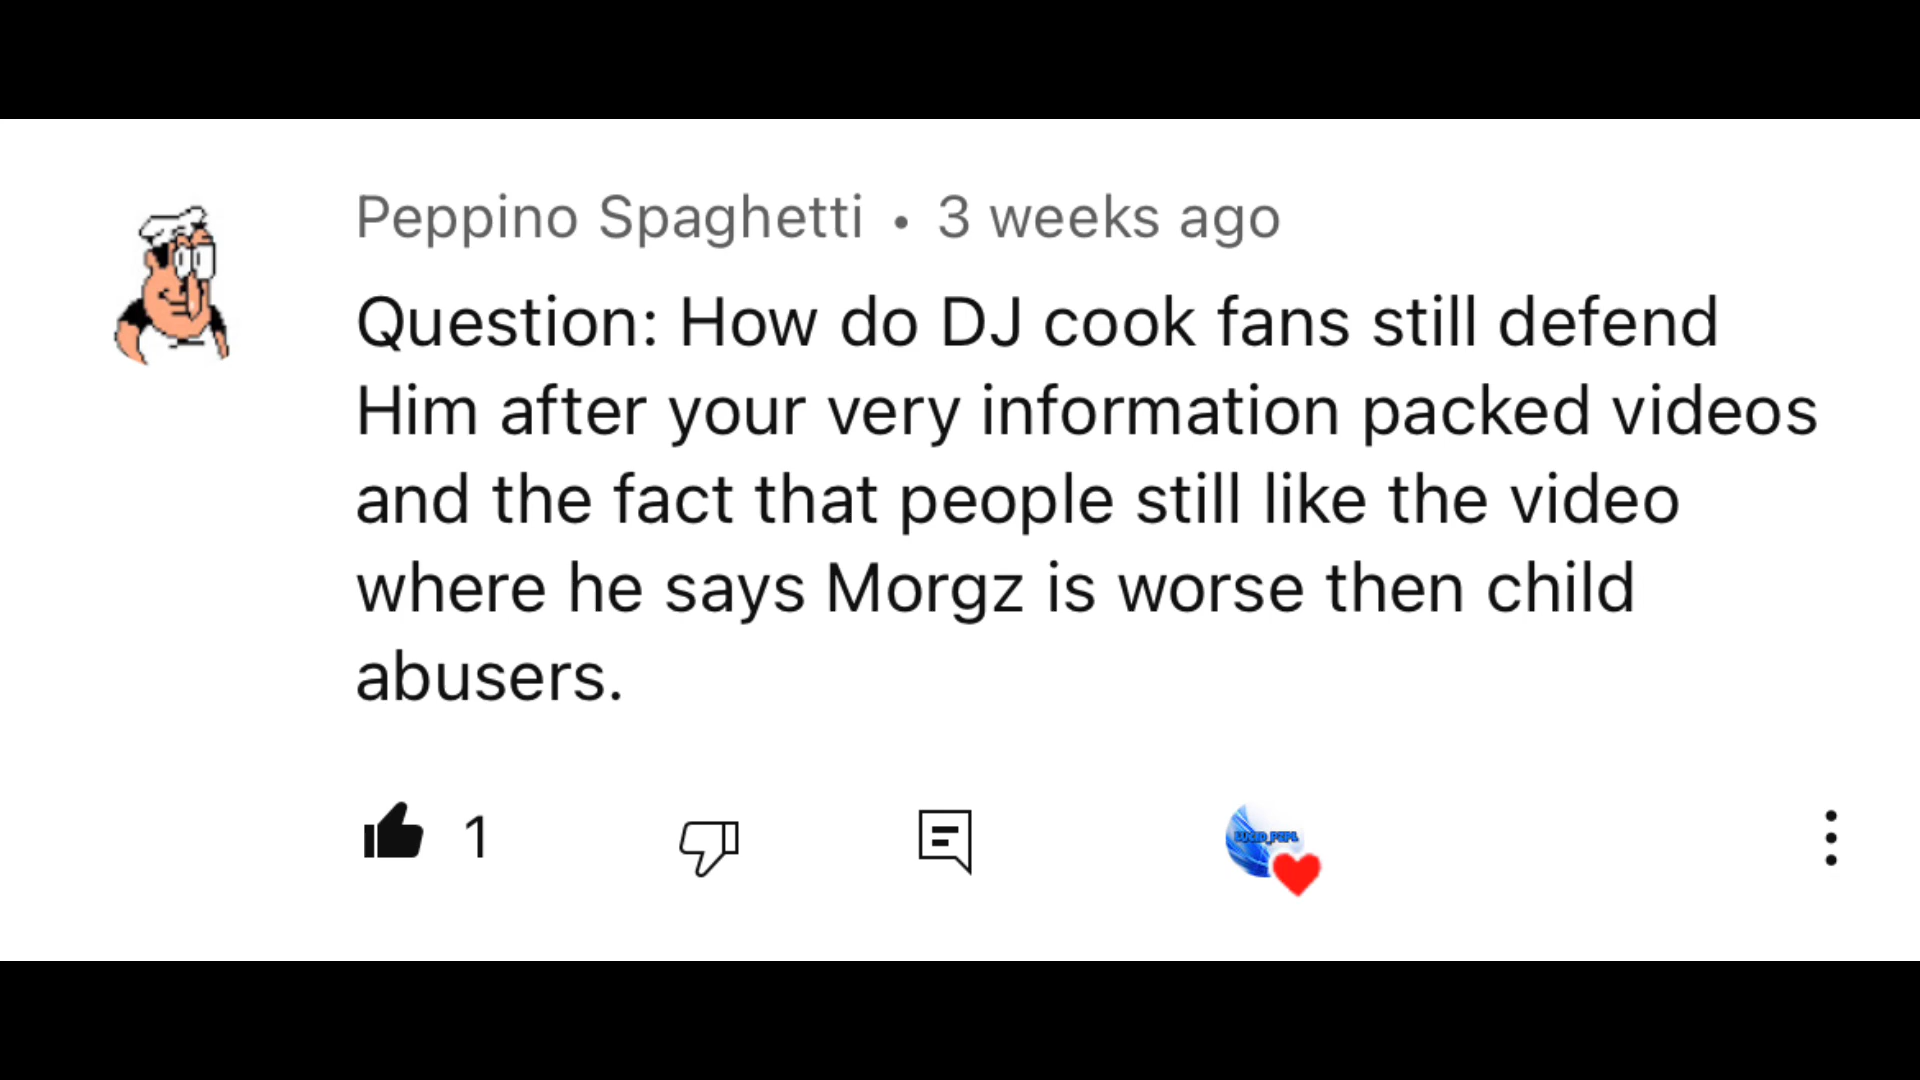 Peppino Spaghetti • 3 weeks ago
Question: How do DJ cook fans still defend
Him after your very information packed videos
and the fact that people still like the video
where he says Morgz is worse then child
abusers.
1